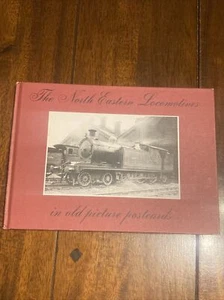 The North Eastern Locomotives
in old picture postcards